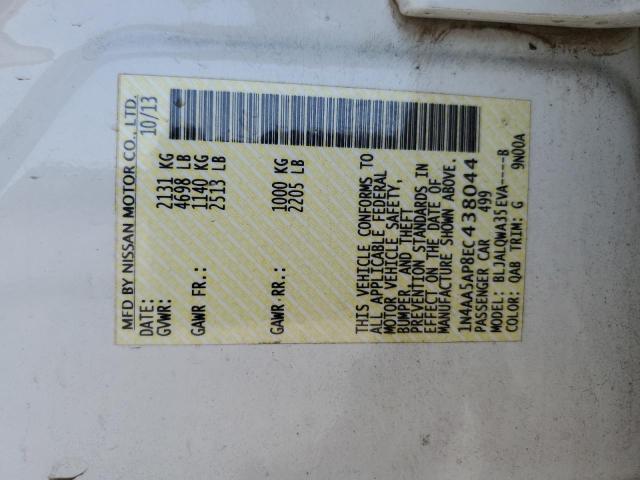 MFD BY NISSAN MOTOR CO., LTD.
DATE: 10/13
GVWR: 2131 KG
4698 LB
GAWR FR.: 1140 KG
2513 LB
GAWR RR.: 1000 KG
2205 LB
THIS VEHICLE CONFORMS TO
ALL APPLICABLE FEDERAL
MOTOR VEHICLE SAFETY,
BUMPER, AND THEFT
PREVENTION STANDARDS IN
EFFECT ON THE DATE OF
MANUFACTURE SHOWN ABOVE.
1N4AA5AP8EC438044
PASSENGER CAR 499
MODEL: BLJALQWA35EVA----B
COLOR: QAB TRIM: G 9N00A